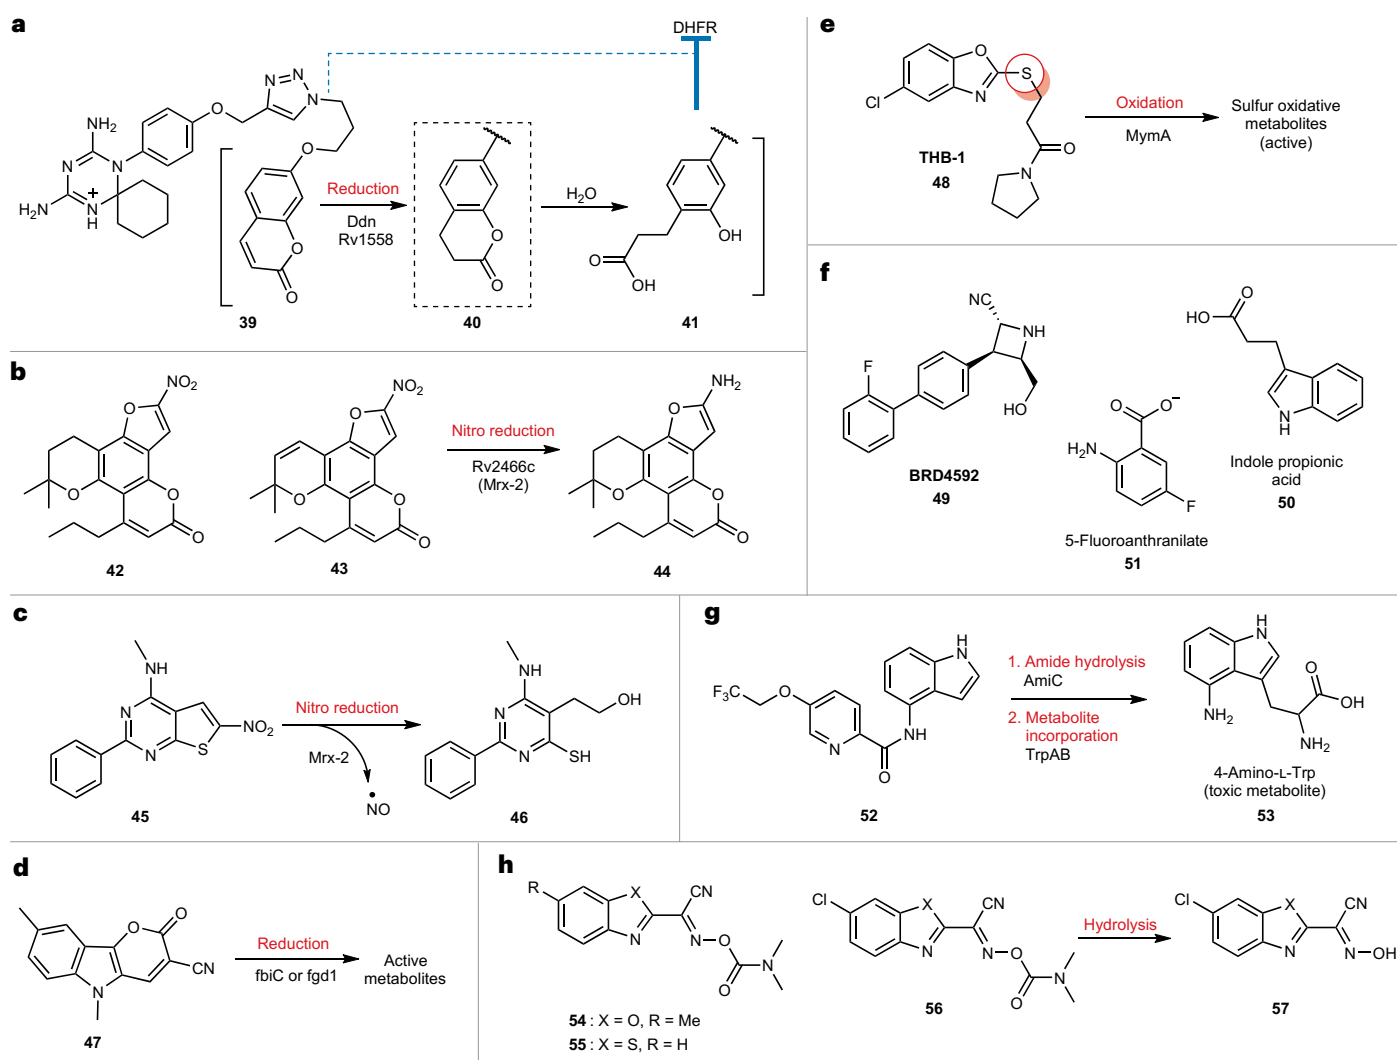 a
DHFR
N
N
N
O
NH2
N
N
H2N
+
N
H
O
O
O
39
Reduction
Ddn
Rv1558
O
O
40
H2O
OH
O
OH
41
b
NO2
O
O
O
O
42
NO2
O
O
O
O
43
Nitro reduction
Rv2466c
(Mrx-2)
NH2
O
O
O
O
44
c
NH
N
N
S
NO2
45
Nitro reduction
Mrx-2
•
NO
NH
OH
N
N
SH
46
d
O
O
CN
N
47
Reduction
fbiC or fgd1
Active
metabolites
e
O
S
Cl
N
O
N
THB-1
48
Oxidation
MymA
Sulfur oxidative
metabolites
(active)
f
NC
NH
F
HO
BRD4592
49
O
O−
H2N
F
5-Fluoroanthranilate
51
O
HO
N
H
Indole propionic
acid
50
g
H
N
F3C
O
N
NH
O
52
1. Amide hydrolysis
AmiC
2. Metabolite
incorporation
TrpAB
H
N
O
OH
NH2
NH2
4-Amino-L-Trp
(toxic metabolite)
53
h
R
X
CN
N
N
O
O
N
54 : X = O, R = Me
55 : X = S, R = H
Cl
X
CN
N
N
O
O
N
56
Hydrolysis
Cl
X
CN
N
N
OH
57